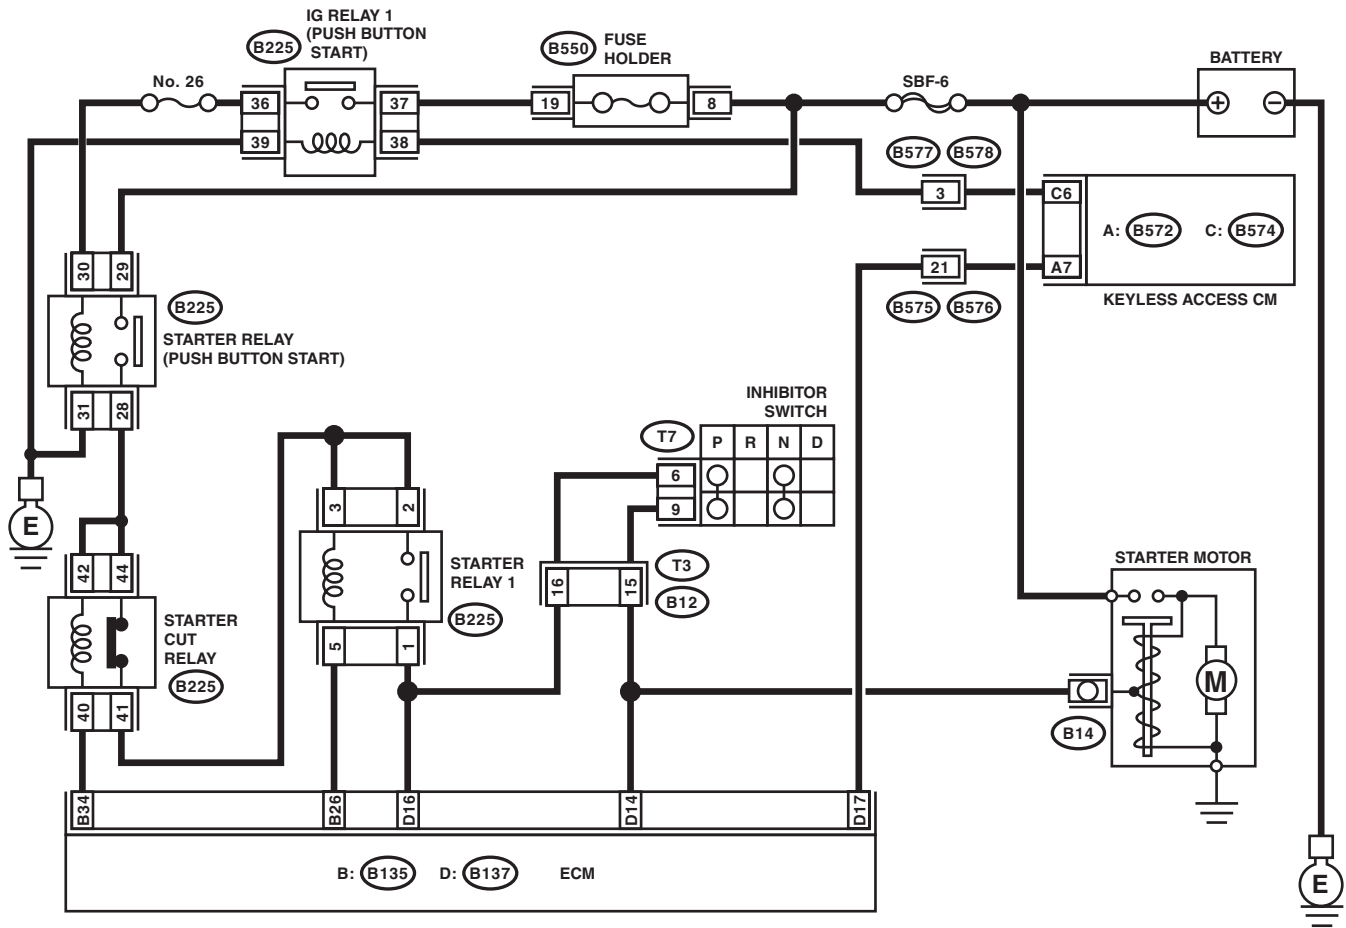 IG RELAY 1
(PUSH BUTTON
START)
B225
B550
FUSE
HOLDER
BATTERY
No. 26
SBF-6
36
37
19
8
+
−
39
38
B577
B578
3
C6
A: B572
C: B574
21
A7
B575
B576
KEYLESS ACCESS CM
30
29
B225
STARTER RELAY
(PUSH BUTTON START)
31
28
E
INHIBITOR
SWITCH
T7
P
R
N
D
6
9
3
2
STARTER
RELAY 1
B225
5
1
16
15
T3
B12
42
44
STARTER
CUT
RELAY
B225
40
41
STARTER MOTOR
M
B14
B34
B26
D16
D14
D17
B: B135
D: B137
ECM
E